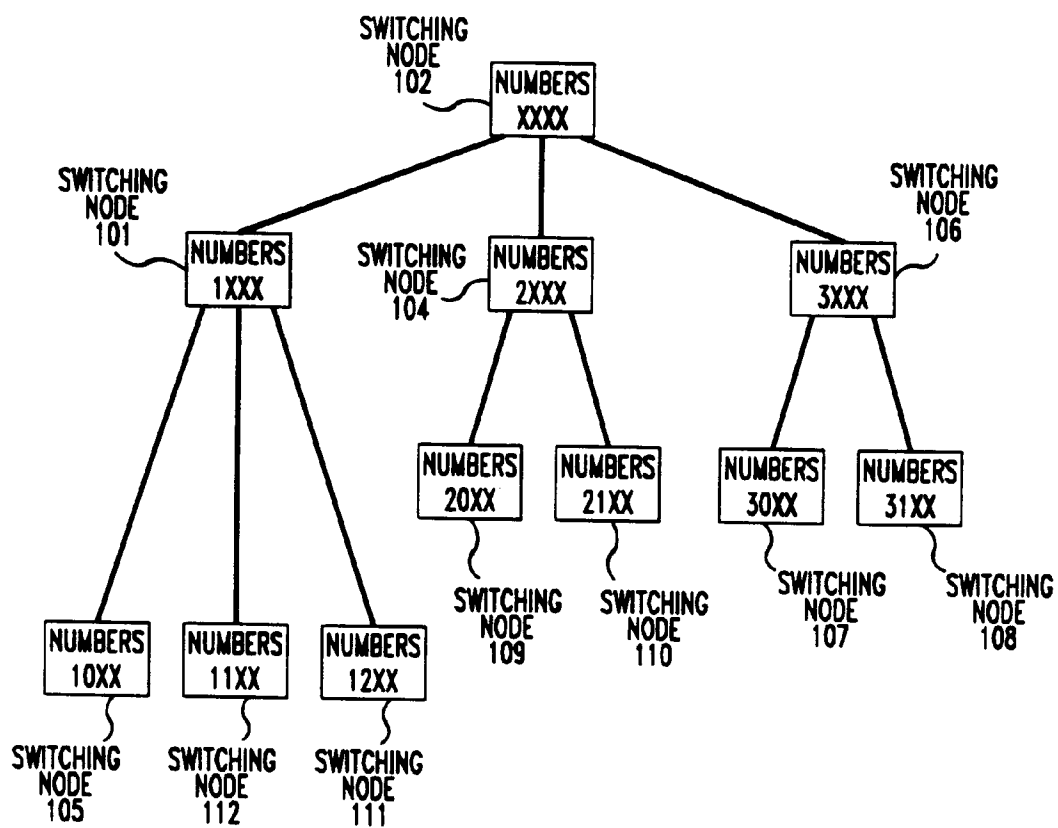 SWITCHING
NODE
102
NUMBERS
XXXX
SWITCHING
NODE
101
NUMBERS
1XXX
SWITCHING
NODE
104
NUMBERS
2XXX
SWITCHING
NODE
106
NUMBERS
3XXX
NUMBERS
20XX
SWITCHING
NODE
109
NUMBERS
21XX
SWITCHING
NODE
110
NUMBERS
30XX
SWITCHING
NODE
107
NUMBERS
31XX
SWITCHING
NODE
108
NUMBERS
10XX
SWITCHING
NODE
105
NUMBERS
11XX
SWITCHING
NODE
112
NUMBERS
12XX
SWITCHING
NODE
111